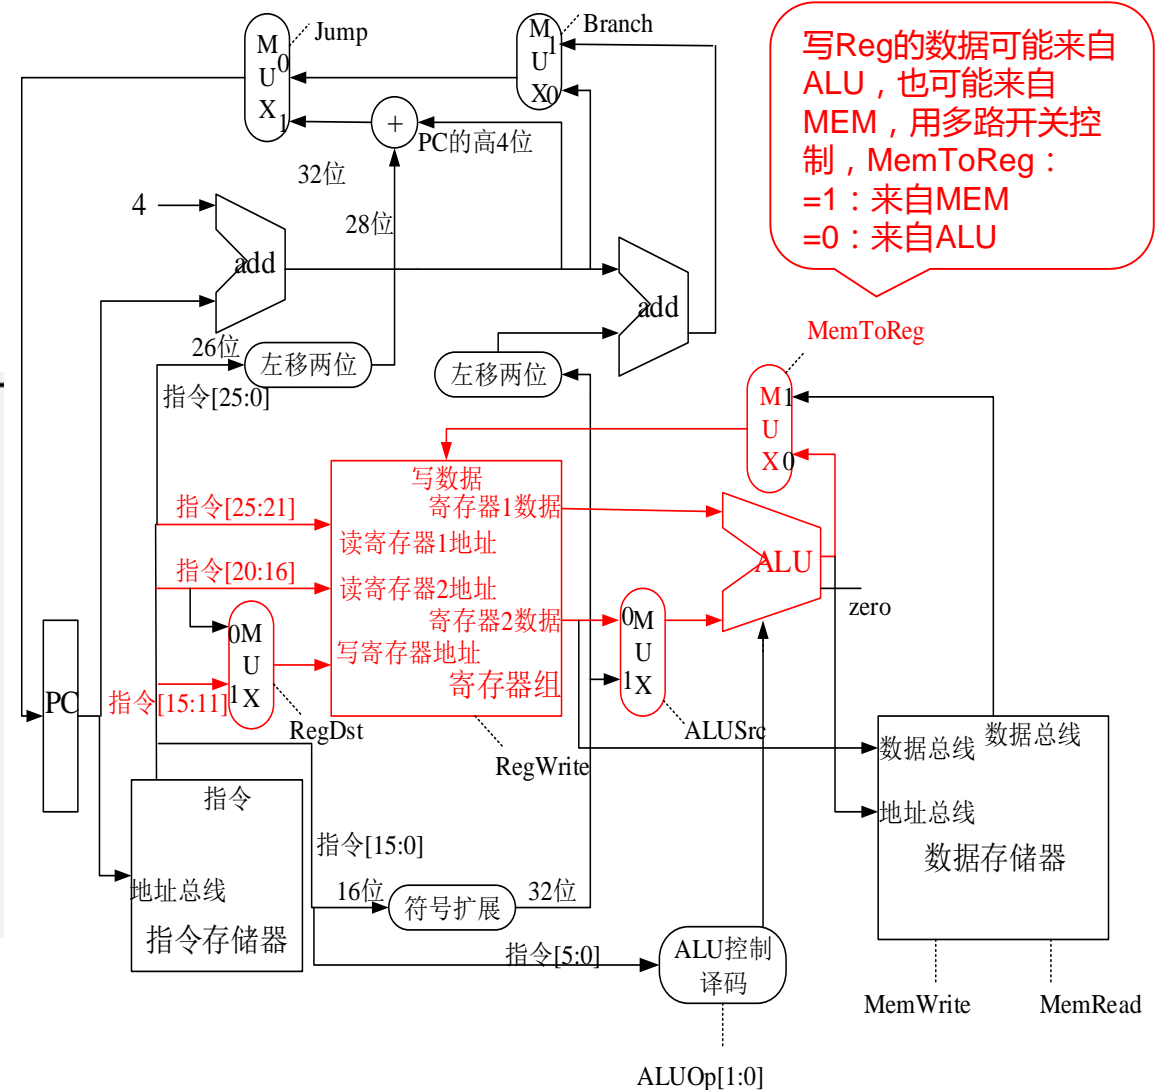 Jump
Branch
M
U
X
0
1
M
U
X
1
0
写Reg的数据可能来自
ALU，也可能来自
MEM，用多路开关控
制，MemToReg：
=1：来自MEM
=0：来自ALU
+
PC的高4位
32位
28位
4
add
add
26位
左移两位
左移两位
指令[25:0]
MemToReg
M
U
X
1
0
写数据
寄存器1数据
指令[25:21]
读寄存器1地址
ALU
指令[20:16]
读寄存器2地址
寄存器2数据
zero
0
M
U
X
1
0
M
U
X
1
写寄存器地址
寄存器组
PC
指令[15:11]
RegDst
ALUSrc
RegWrite
数据总线
数据总线
指令
地址总线
指令[15:0]
数据存储器
地址总线
16位
符号扩展
32位
指令存储器
指令[5:0]
ALU控制
译码
MemWrite
MemRead
ALUOp[1:0]